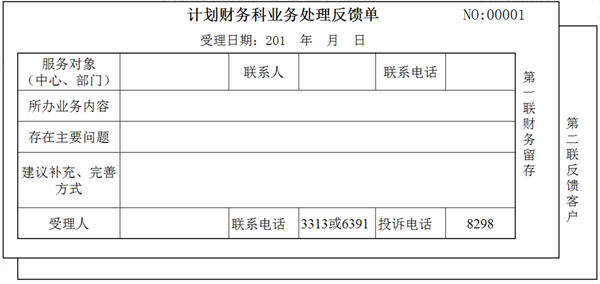 计划财务科业务处理反馈单 NO:00001
受理日期：201 年 月 日
服务对象
（中心、部门）
联系人
联系电话
所办业务内容
存在主要问题
建议补充、完善
方式
受理人
联系电话
3313或6391
投诉电话
8298
第一联财务留存
第二联反馈客户